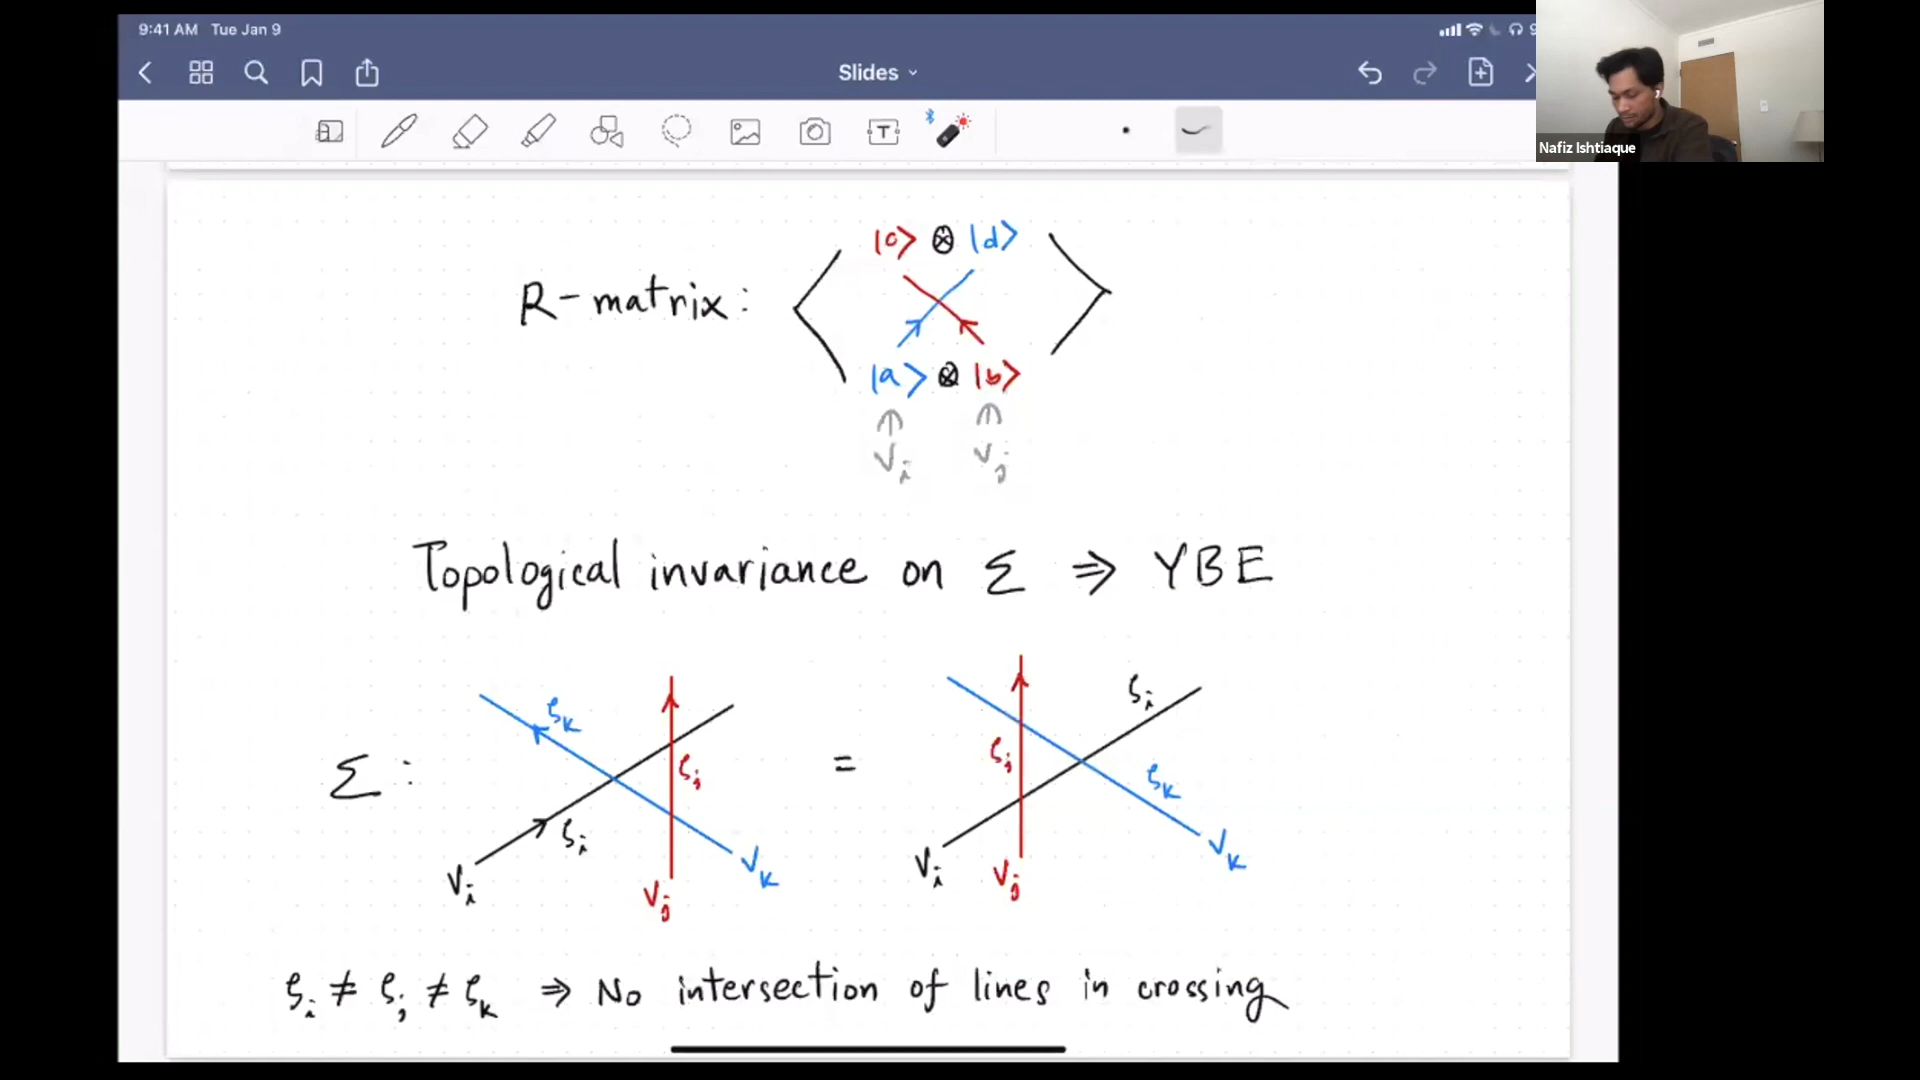 9:41 AM Tue Jan 9
Slides
T
Nafiz Ishtiaque
|c> ⊗ |d>
R-matrix:
|a> ⊗ |b>
V_i V_j
Topological invariance on Σ ⇒ YBE
Σ: ζ_k ζ_j ζ_i V_i V_j V_k = ζ_i ζ_j ζ_k V_i V_j V_k
ζ_i ≠ ζ_j ≠ ζ_k ⇒ No intersection of lines in crossing